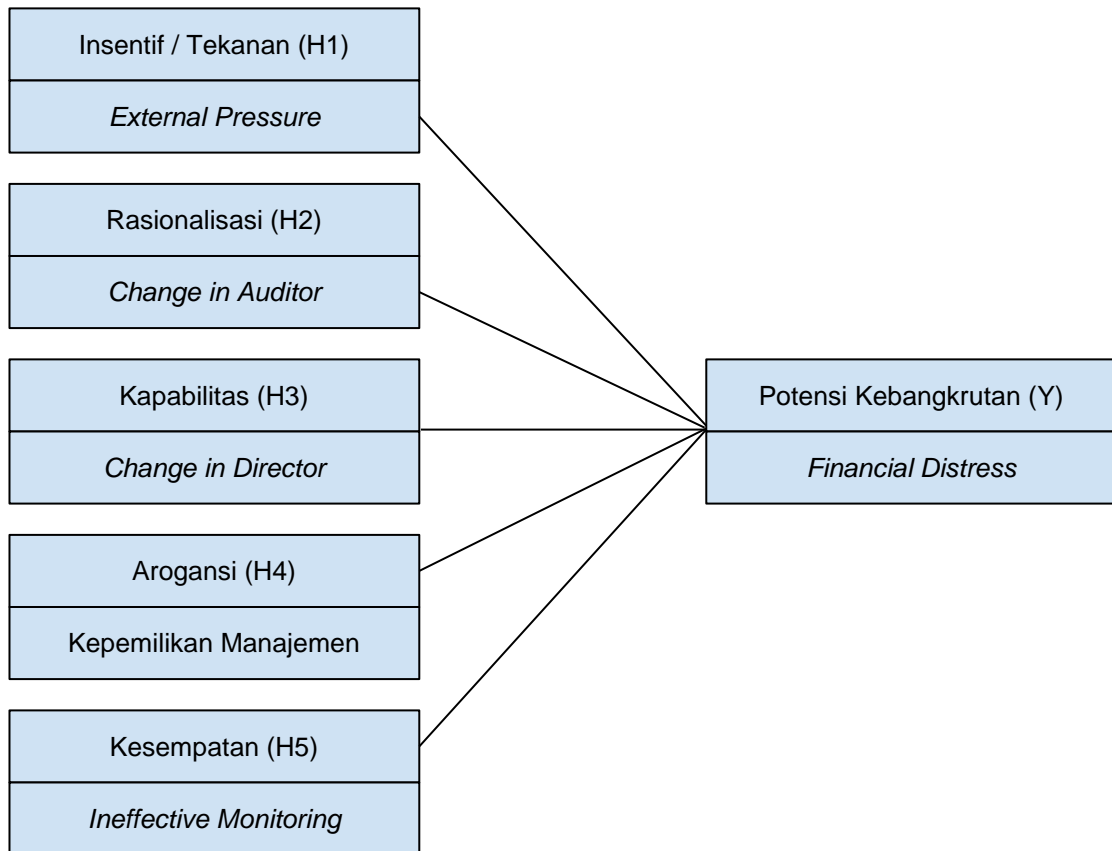 Insentif / Tekanan (H1)
External Pressure
Rasionalisasi (H2)
Change in Auditor
Kapabilitas (H3)
Change in Director
Arogansi (H4)
Kepemilikan Manajemen
Kesempatan (H5)
Ineffective Monitoring
Potensi Kebangkrutan (Y)
Financial Distress